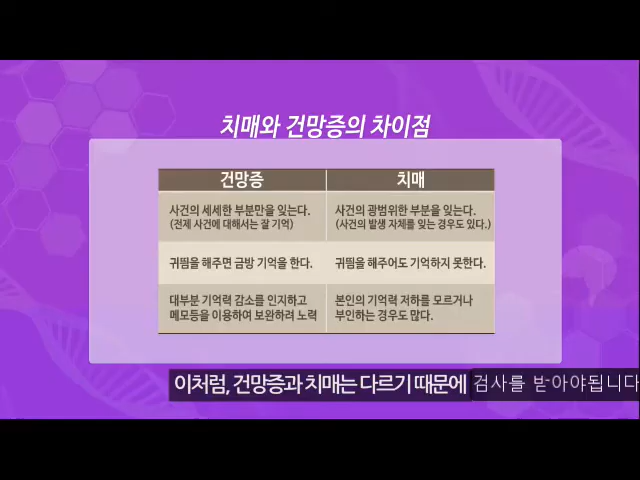 치매와 건망증의 차이점
건망증 치매
사건의 세세한 부분만을 잊는다. 사건의 광범위한 부분을 잊는다.
(전체 사건에 대해서는 잘 기억) (사건의 발생 자체를 잊는 경우도 있다.)
귀띔을 해주면 금방 기억을 한다. 귀띔을 해주어도 기억하지 못한다.
대부분 기억력 감소를 인지하고 본인의 기억력 저하를 모르거나
메모등을 이용하여 보완하려 노력 부인하는 경우도 많다.
이처럼, 건망증과 치매는 다르기 때문에 검사를 받아야됩니다